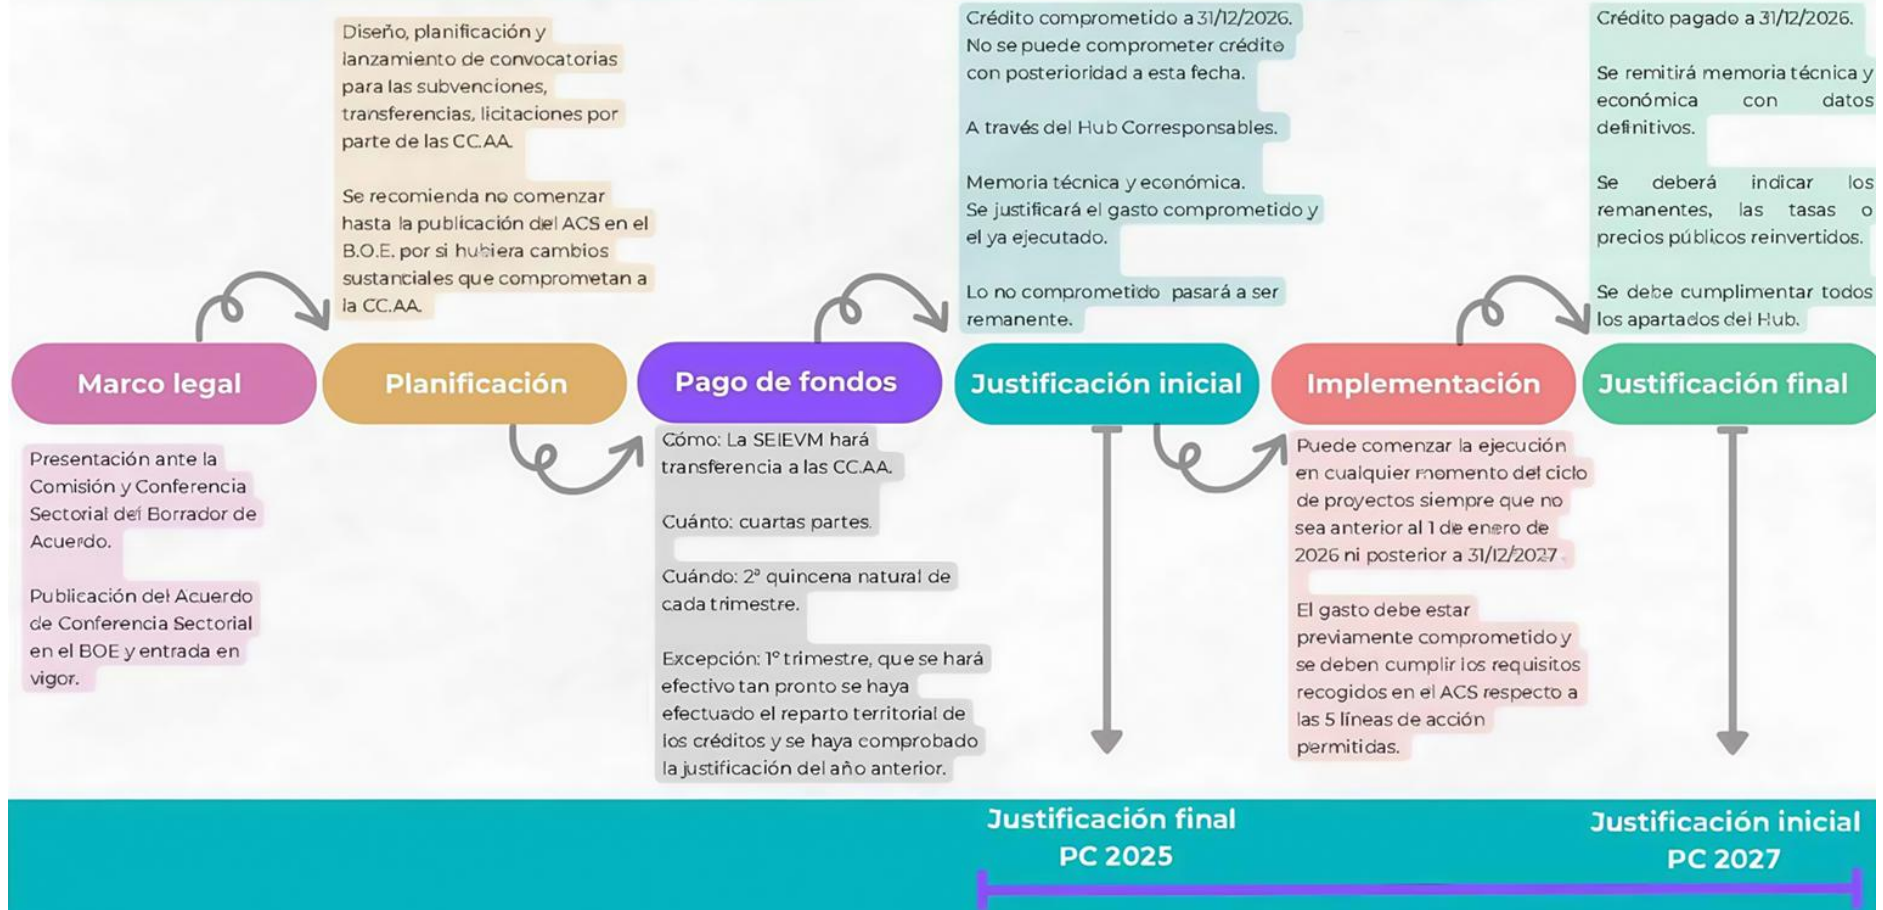 Diseño, planificación y
lanzamiento de convocatorias
para las subvenciones,
transferencias, licitaciones por
parte de las CC.AA.
Se recomienda no comenzar
hasta la publicación del ACS en el
B.O.E. por si hubiera cambios
sustanciales que comprometan a
la CC.AA.
Crédito comprometido a 31/12/2026.
No se puede comprometer crédito
con posterioridad a esta fecha.
A través del Hub Corresponsables.
Memoria técnica y económica.
Se justificará el gasto comprometido y
el ya ejecutado.
Lo no comprometido pasará a ser
remanente.
Crédito pagado a 31/12/2026.
Se remitirá memoria técnica y
económica con datos
definitivos.
Se deberá indicar los
remanentes, las tasas o
precios públicos reinvertidos.
Se debe cumplimentar todos
los apartados del Hub.
Marco legal
Planificación
Pago de fondos
Justificación inicial
Implementación
Justificación final
Presentación ante la
Comisión y Conferencia
Sectorial del Borrador de
Acuerdo.
Publicación del Acuerdo
de Conferencia Sectorial
en el BOE y entrada en
vigor.
Cómo: La SEIEVM hará
transferencia a las CC.AA.
Cuánto: cuartas partes.
Cuándo: 2ª quincena natural de
cada trimestre.
Excepción: 1º trimestre, que se hará
efectivo tan pronto se haya
efectuado el reparto territorial de
los créditos y se haya comprobado
la justificación del año anterior.
Puede comenzar la ejecución
en cualquier momento del ciclo
de proyectos siempre que no
sea anterior al 1 de enero de
2026 ni posterior a 31/12/2027.
El gasto debe estar
previamente comprometido y
se deben cumplir los requisitos
recogidos en el ACS respecto a
las 5 líneas de acción
permitidas.
Justificación final
PC 2025
Justificación inicial
PC 2027